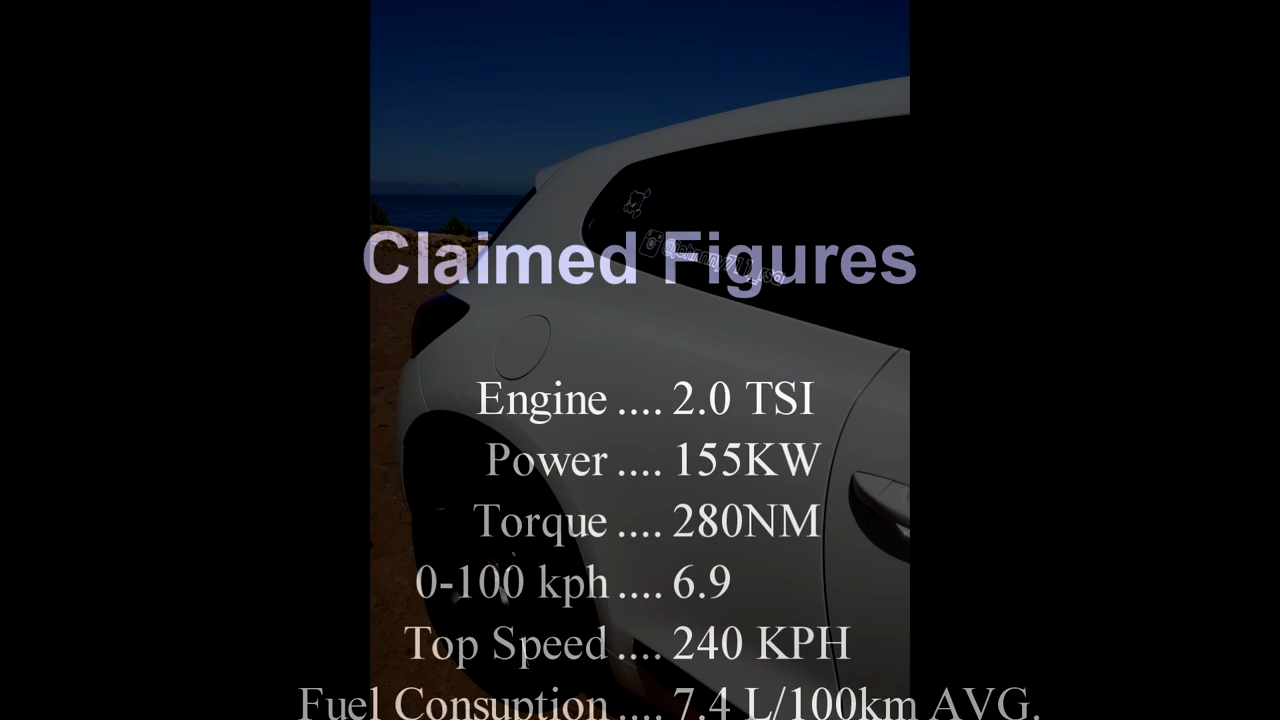 Claimed Figures
Engine .... 2.0 TSI
Power .... 155KW
Torque .... 280NM
0-100 kph .... 6.9
Top Speed .... 240 KPH
Fuel Consuption .... 7.4 L/100km AVG.